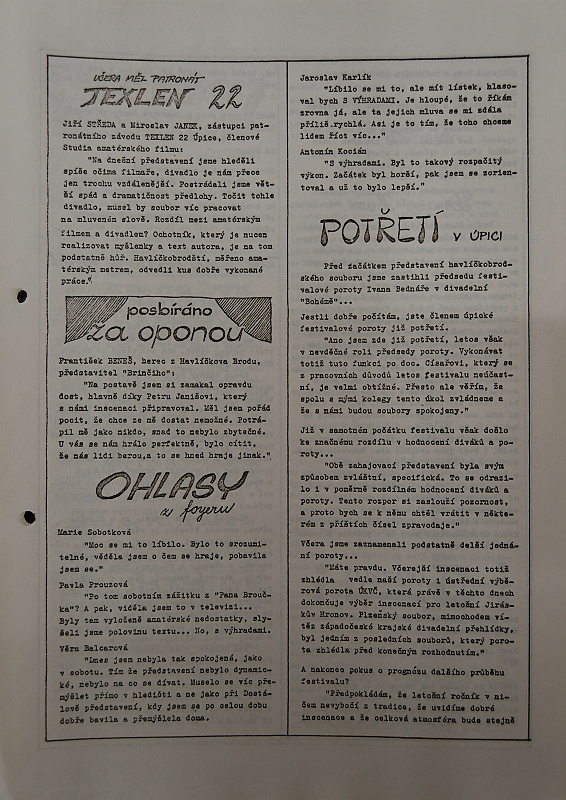 VČERA MĚL PATRONÁT
TEXLEN 22
Jiří STŘEDA a Miroslav JANEK, zástupci pat-
ronátního závodu TEXLEN 22 Úpice, členové
Studia amatérského filmu:
"Na dnešní představení jsme hleděli
spíše očima filmaře, divadlo je nám přece
jen trochu vzdálenější. Postrádali jsme vět-
ší spád a dramatičnost předlohy. Točit tohle
divadlo, musel by soubor víc pracovat
na mluveném slově. Rozdíl mezi amatérským
filmem a divadlem? Ochotník, který je nucen
realizovat myšlenky a text autora, je na tom
podstatně hůř. Havlíčkobrodští, měřeno ama-
térským metrem, odvedli kus dobře vykonané
práce."
posbíráno
za oponou
František BENEŠ, herec z Havlíčkova Brodu,
představitel "Brinčiho":
"Na postavě jsem si zamakal opravdu
dost, hlavně díky Petru Janišovi, který
s námi inscenaci připravoval. Měl jsem pořád
pocit, že chce ze mě dostat nemožné. Potrá-
pil mě jako nikdo, snad to nebylo zbytečné.
U vás se nám hrálo perfektně, bylo cítit,
že nás lidi berou,a to se hned hraje jinak."
OHLASY
z foyeru
Marie Sobotková
"Moc se mi to líbilo. Bylo to srozumi-
telné, věděla jsem o čem se hraje, pobavila
jsem se."
Pavla Prouzová
"Po tom sobotním zážitku z "Pana Brouč-
ka"? A pak, viděla jsem to v televizi...
Byly tam vyloženě amatérské nedostatky, sly-
šeli jsme polovinu textu... No, s výhradami.
Věra Balcarová
"Dnes jsem nebyla tak spokojená, jako
v sobotu. Tím že představení nebylo dynamic-
ké, nebylo na co se dívat. Muselo se víc pře-
mýšlet přímo v hledišti a ne jako při Dostá-
lově představení, kdy jsem se po celou dobu
dobře bavila a přemýšlela doma.
Jaroslav Karlík
"Líbilo se mi to, ale mít lístek, hlaso-
val bych S VÝHRADAMI. Je hloupé, že to říkám
zrovna já, ale ta jejich mluva se mi zdála
příliš.rychlá. Asi je to tím, že toho chceme
lidem říct víc..."
Antonín Kocián
"S výhradami. Byl to takový rozpačitý
výkon. Začátek byl horší, pak jsem se zorien-
toval a už to bylo lepší."
POTŘETÍ V ÚPICI
Před začátkem představení havlíčkobrod-
ského souboru jsme zastihli předsedu festi-
valové poroty Ivana Bednáře v divadelní
"Bohémě"...
Jestli dobře počítám, jste členem úpické
festivalové poroty již potřetí.
"Ano jsem zde již potřetí, letos však
v nevděčné roli předsedy poroty. Vykonávat
totiž tuto funkci po doc. Císařovi, který se
z pracovních důvodů letos festivalu neúčast-
ní, je velmi obtížné. Přesto ale věřím, že
spolu s mými kolegy tento úkol zvládneme a
že s námi budou soubory spokojeny."
Již v samotném počátku festivalu však došlo
ke značnému rozdílu v hodnocení diváků a po-
roty...
"Obě zahajovací představení byla svým
způsobem zvláštní, specifická. To se odrazi-
lo i v poměrně rozdílném hodnocení diváků a
poroty. Tento rozpor si zaslouží pozornost,
a proto bych se k němu chtěl vrátit v někte-
rém z příštích čísel zpravodaje."
Včera jsme zaznamenali podstatně delší jedná-
ní poroty...
"Máte pravdu. Včerejší inscenaci totiž
zhlédla vedle naší poroty i ústřední výbě-
rová porota ÚKVČ, která právě v těchto dnech
dokončuje výběr inscenací pro letošní Jirás-
kův Hronov. Plzeňský soubor, mimochodem ví-
těz západočeské krajské divadelní přehlídky,
byl jedním z posledních souborů, který poro-
ta zhlédla před konečným rozhodnutím."
A nakonec pokus o prognózu dalšího průběhu
festivalu?
"Předpokládám, že letošní ročník v ni-
čem nevybočí z tradice, že uvidíme dobré
inscenace a že celková atmosféra bude stejně